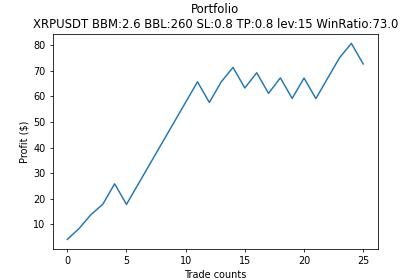 Portfolio
XRPUSDT BBM:2.6 BBL:260 SL:0.8 TP:0.8 lev:15 WinRatio:73.0
80
70
60
50
40
30
20
10
Profit ($)
0 5 10 15 20 25
Trade counts